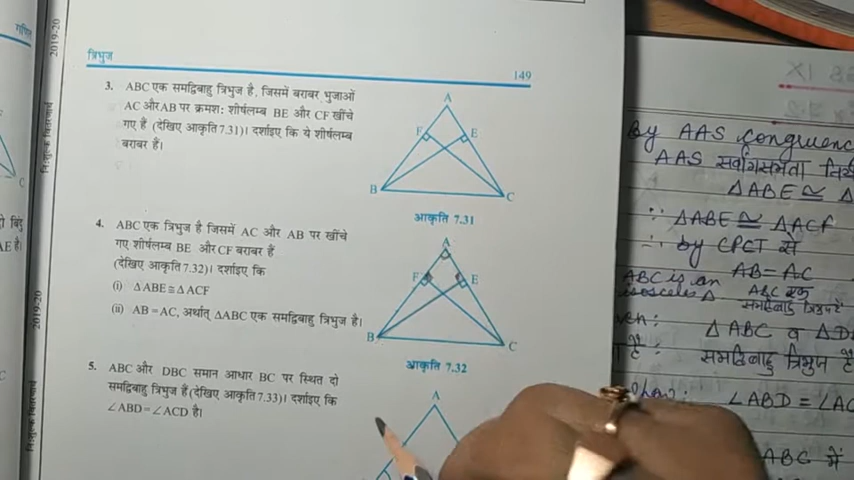 गणित
2019-20
त्रिभुज
149
3. ABC एक समद्विबाहु त्रिभुज है, जिसमें बराबर भुजाओं
AC और AB पर क्रमश: शीर्षलम्ब BE और CF खींचे
गए हैं (देखिए आकृति 7.31)। दर्शाइए कि ये शीर्षलम्ब
बराबर हैं।
A
F
E
B
C
आकृति 7.31
4. ABC एक त्रिभुज है जिसमें AC और AB पर खींचे
गए शीर्षलम्ब BE और CF बराबर हैं
(देखिए आकृति 7.32)। दर्शाइए कि
(i) ΔABE ≅ ΔACF
(ii) AB = AC, अर्थात् ΔABC एक समद्विबाहु त्रिभुज है।
A
F
E
B
C
आकृति 7.32
5. ABC और DBC समान आधार BC पर स्थित दो
समद्विबाहु त्रिभुज हैं (देखिए आकृति 7.33)। दर्शाइए कि
∠ABD = ∠ACD है।
A
2019-20
By AAS Congruence
AAS सर्वांगसमता
ΔABE ≅ Δ
∵ ΔABE ≅ ΔACF
∴ by CPCT से
AB = AC
ABC is an
isosceles Δ
ABC एक
समद्विबाहु त्रिभुज है
ΔABC व ΔD
समद्विबाहु त्रिभुज है
∠ABD = ∠AC
ABC में
IX